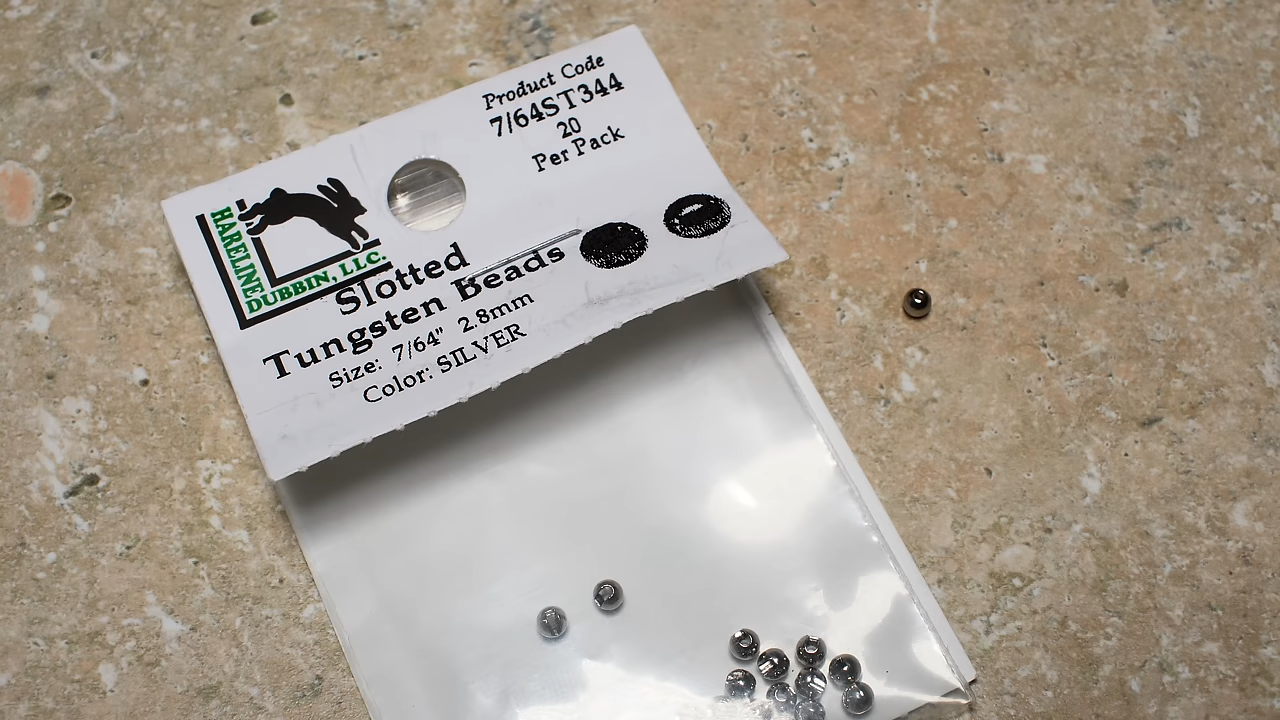 Product Code
7/64ST344
20
Per Pack
HARELINE
DUBBIN, LLC.
Slotted
Tungsten Beads
Size: 7/64" 2.8mm
Color: SILVER